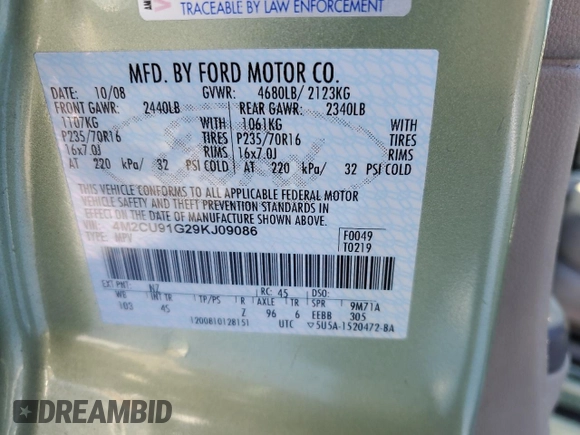 TRACEABLE BY LAW ENFORCEMENT
MFD. BY FORD MOTOR CO.
DATE: 10/08 GVWR: 4680LB/ 2123KG
FRONT GAWR: 2440LB REAR GAWR: 2340LB
1107KG WITH 1061KG WITH
P235/70R16 TIRES P235/70R16 TIRES
16x7.0J RIMS 16x7.0J RIMS
AT 220 kPa/ 32 PSI COLD AT 220 kPa/ 32 PSI COLD
THIS VEHICLE CONFORMS TO ALL APPLICABLE FEDERAL MOTOR
VEHICLE SAFETY AND THEFT PREVENTION STANDARDS IN
EFFECT ON THE DATE OF MANUFACTURE SHOWN ABOVE.
VIN: 4M2CU91G29KJ09086 F0049
TYPE: MPV T0219
EXT PNT: NZ RC: 45 DSO:
WB INT TR TP/PS R AXLE TR SPR 9M71A
103 45 Z 96 6 EEBB 305
1200810128151 UTC ▽5U5A-1520472-BA
DREAMBID